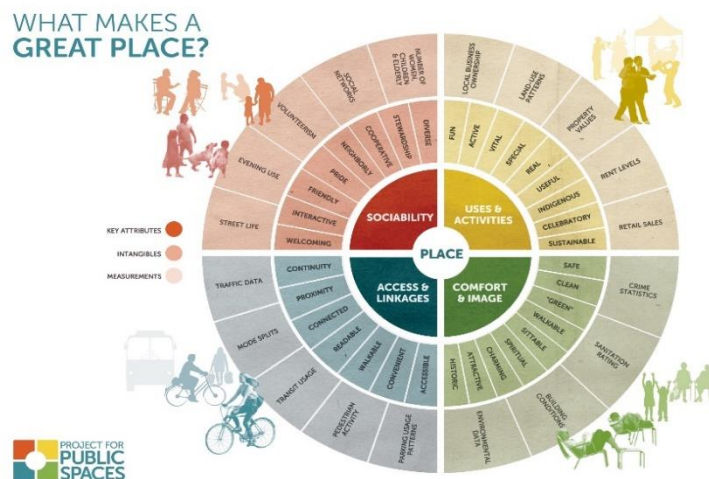 WHAT MAKES A
GREAT PLACE?
KEY ATTRIBUTES
INTANGIBLES
MEASUREMENTS
PLACE
SOCIABILITY
DIVERSE
STEWARDSHIP
COOPERATIVE
NEIGHBORLY
PRIDE
FRIENDLY
INTERACTIVE
WELCOMING
NUMBER OF
WOMEN,
CHILDREN
& ELDERLY
SOCIAL
NETWORKS
VOLUNTEERISM
EVENING USE
STREET LIFE
USES &
ACTIVITIES
FUN
ACTIVE
VITAL
SPECIAL
REAL
USEFUL
INDIGENOUS
CELEBRATORY
SUSTAINABLE
LOCAL BUSINESS
OWNERSHIP
LAND-USE
PATTERNS
PROPERTY
VALUES
RENT LEVELS
RETAIL SALES
ACCESS &
LINKAGES
CONTINUITY
PROXIMITY
CONNECTED
READABLE
WALKABLE
CONVENIENT
ACCESSIBLE
TRAFFIC DATA
MODE SPLITS
TRANSIT USAGE
PEDESTRIAN
ACTIVITY
PARKING USAGE
PATTERNS
COMFORT
& IMAGE
SAFE
CLEAN
"GREEN"
WALKABLE
SITTABLE
SPIRITUAL
CHARMING
ATTRACTIVE
HISTORIC
CRIME
STATISTICS
SANITATION
RATING
BUILDING
CONDITIONS
ENVIRONMENTAL
DATA
PROJECT FOR
PUBLIC
SPACES